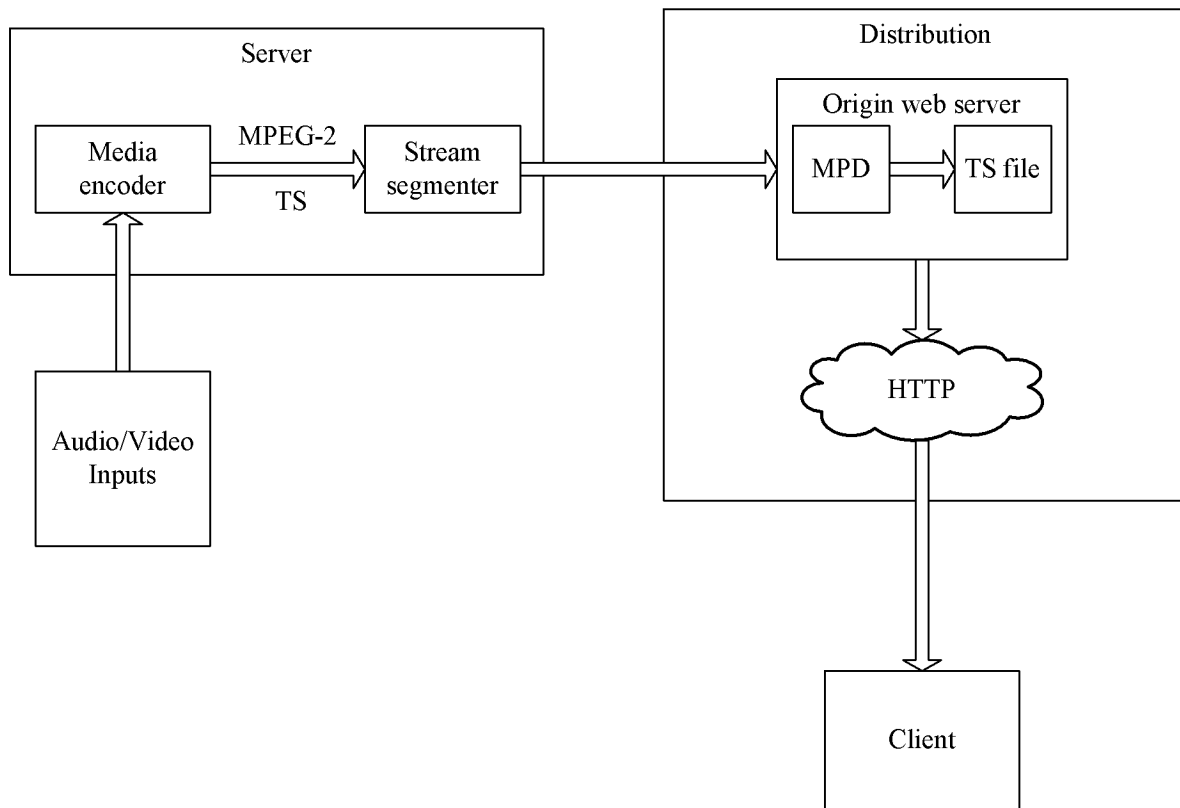 Server
Media
encoder
MPEG-2
TS
Stream
segmenter
Audio/Video
Inputs
Distribution
Origin web server
MPD
TS file
HTTP
Client